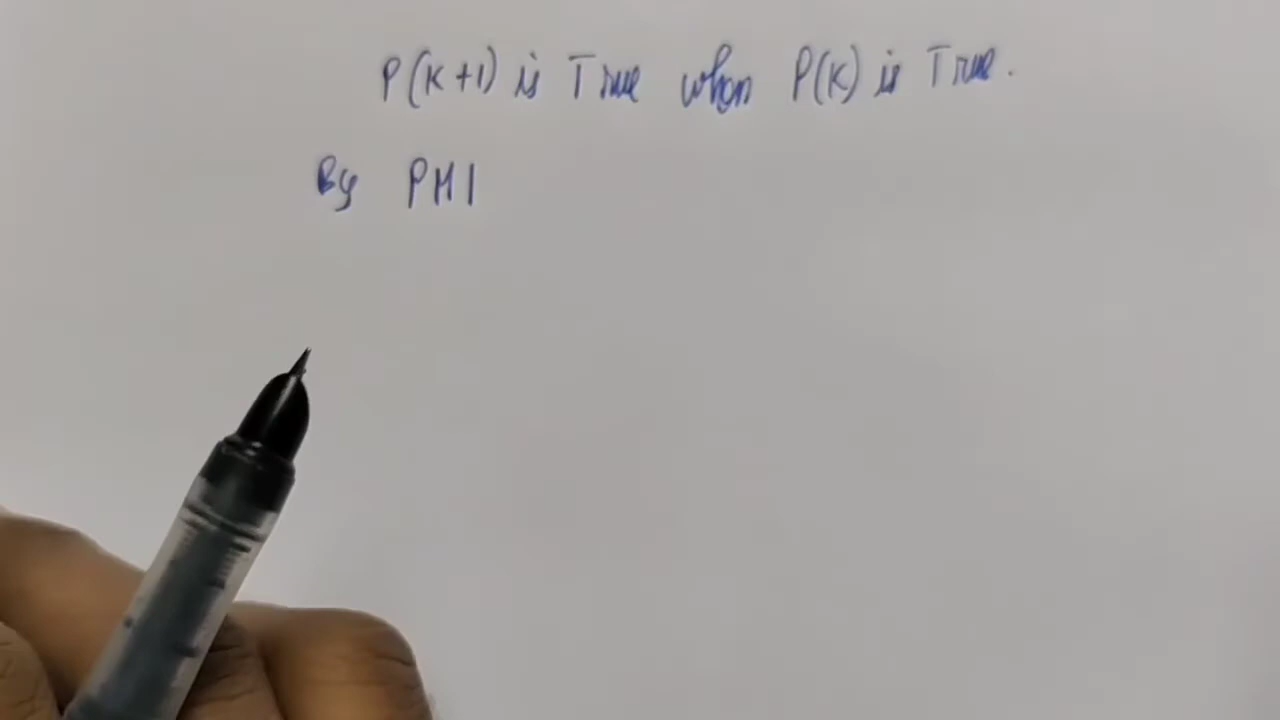 P(K+1) is True when P(K) is True.
By PMI